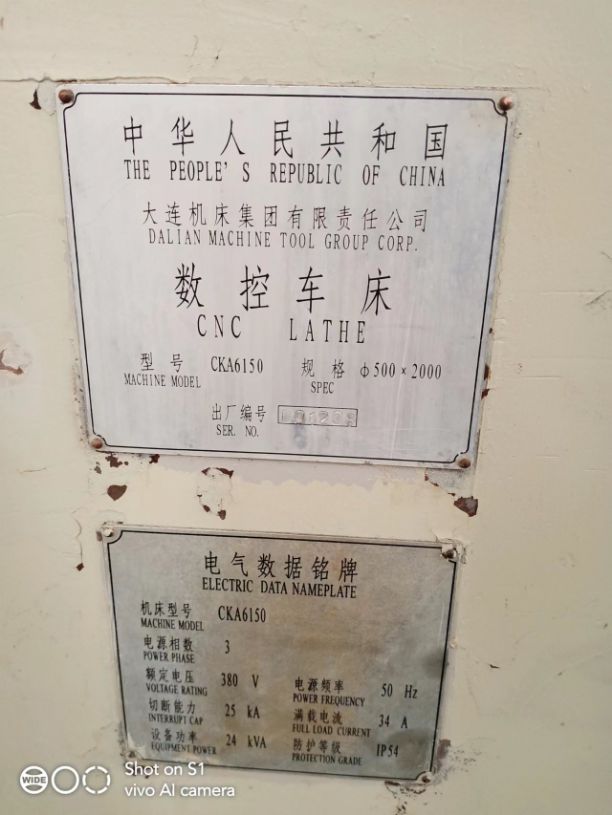 中华人民共和国
THE PEOPLE'S REPUBLIC OF CHINA
大连机床集团有限责任公司
DALIAN MACHINE TOOL GROUP CORP.
数控车床
CNC LATHE
型号 CKA6150 规格 φ500×2000
MACHINE MODEL SPEC
出厂编号
SER. NO.
电气数据铭牌
ELECTRIC DATA NAMEPLATE
机床型号 CKA6150
MACHINE MODEL
电源相数 3
POWER PHASE
额定电压 380 V 电源频率 50 Hz
VOLTAGE RATING POWER FREQUENCY
切断能力 25 kA 满载电流 34 A
INTERRUPT CAP FULL LOAD CURRENT
设备功率 24 kVA 防护等级 IP54
EQUIPMENT POWER PROTECTION GRADE
WIDE
Shot on S1
vivo AI camera